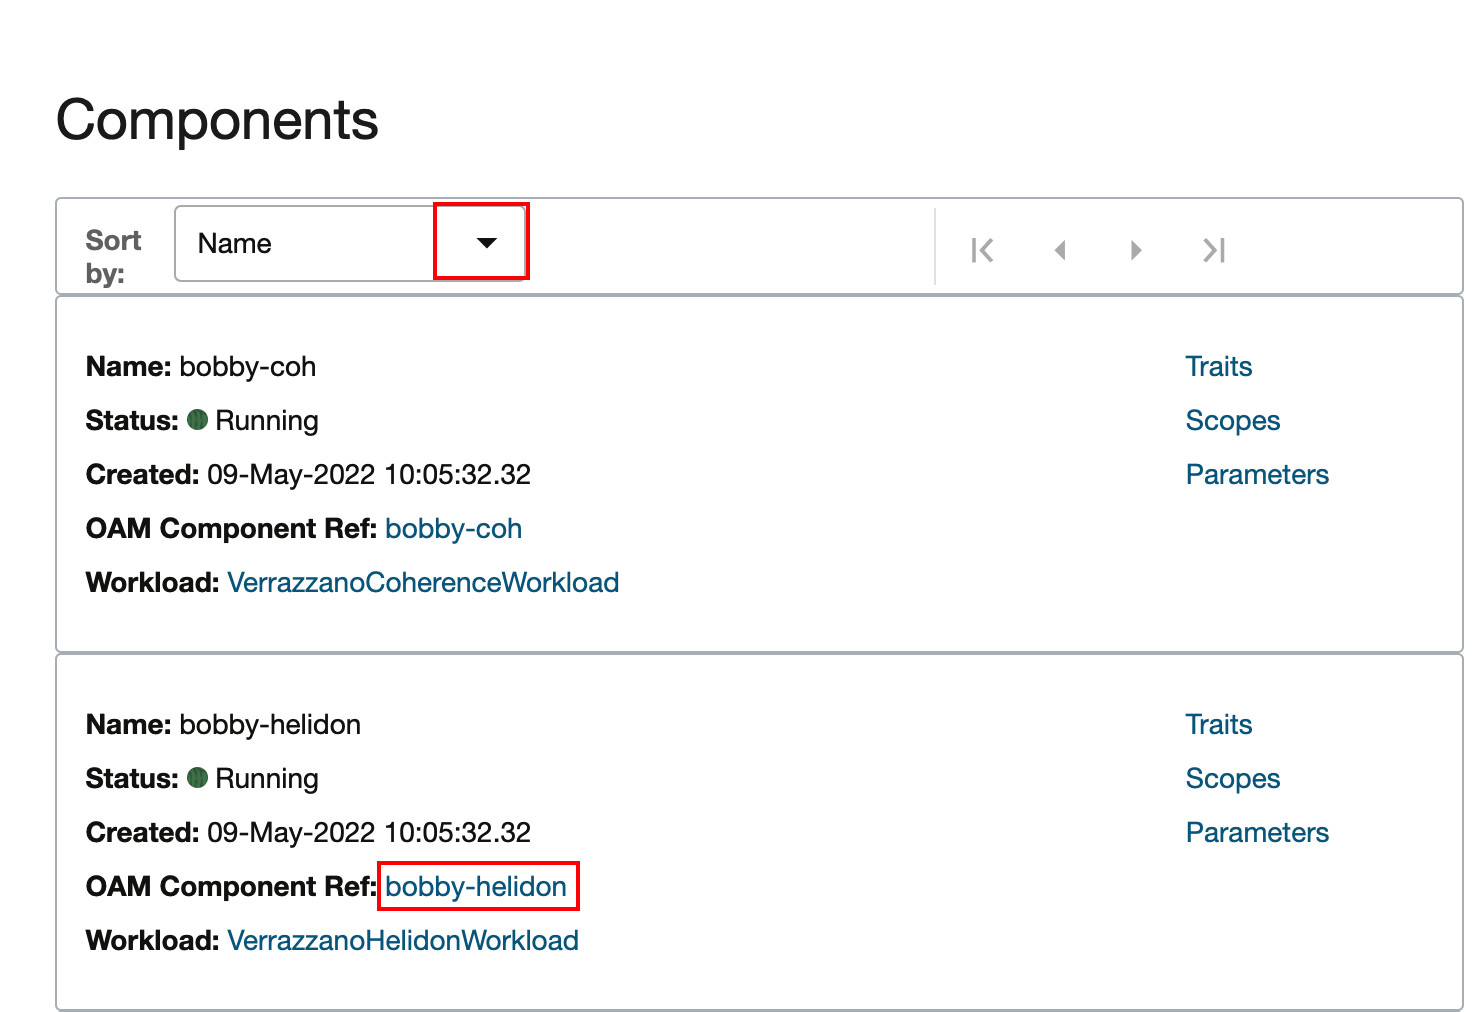 Components
Sort by:
Name
Name: bobby-coh
Traits
Status: Running
Scopes
Created: 09-May-2022 10:05:32.32
Parameters
OAM Component Ref: bobby-coh
Workload: VerrazzanoCoherenceWorkload
Name: bobby-helidon
Traits
Status: Running
Scopes
Created: 09-May-2022 10:05:32.32
Parameters
OAM Component Ref: bobby-helidon
Workload: VerrazzanoHelidonWorkload